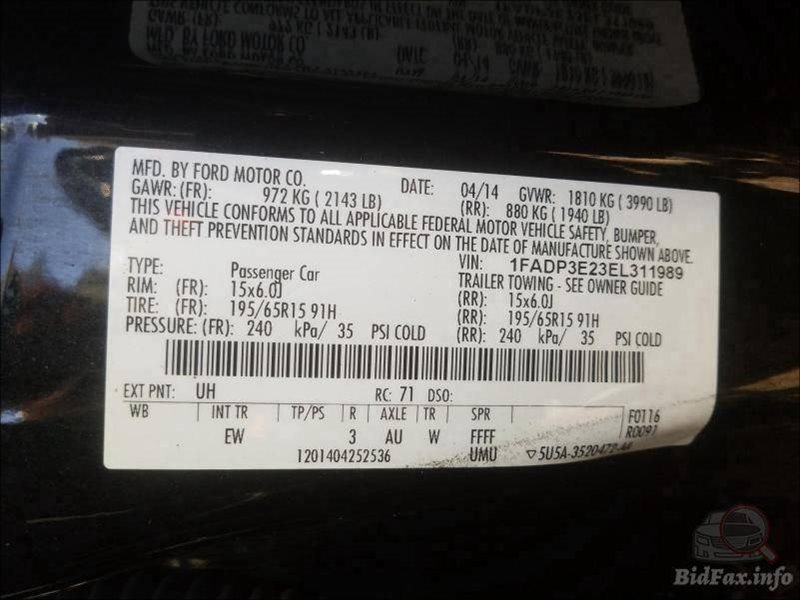 MFD. BY FORD MOTOR CO. DATE: 04/14 GVWR: 1810 KG ( 3990 LB)
GAWR: (FR): 972 KG ( 2143 LB) (RR): 880 KG ( 1940 LB)
THIS VEHICLE CONFORMS TO ALL APPLICABLE FEDERAL MOTOR VEHICLE SAFETY, BUMPER,
AND THEFT PREVENTION STANDARDS IN EFFECT ON THE DATE OF MANUFACTURE SHOWN ABOVE.
VIN: 1FADP3E23EL311989
TYPE: Passenger Car TRAILER TOWING - SEE OWNER GUIDE
RIM: (FR): 15x6.0J (RR): 15x6.0J
TIRE: (FR): 195/65R15 91H (RR): 195/65R15 91H
PRESSURE: (FR): 240 kPa/ 35 PSI COLD (RR): 240 kPa/ 35 PSI COLD
EXT PNT: UH RC: 71 DSO:
WB INT TR TP/PS R AXLE TR SPR F0116
EW 3 AU W FFFF R0091
1201404252536 UMU ▽5U5A-3520472-AA
BidFax.info